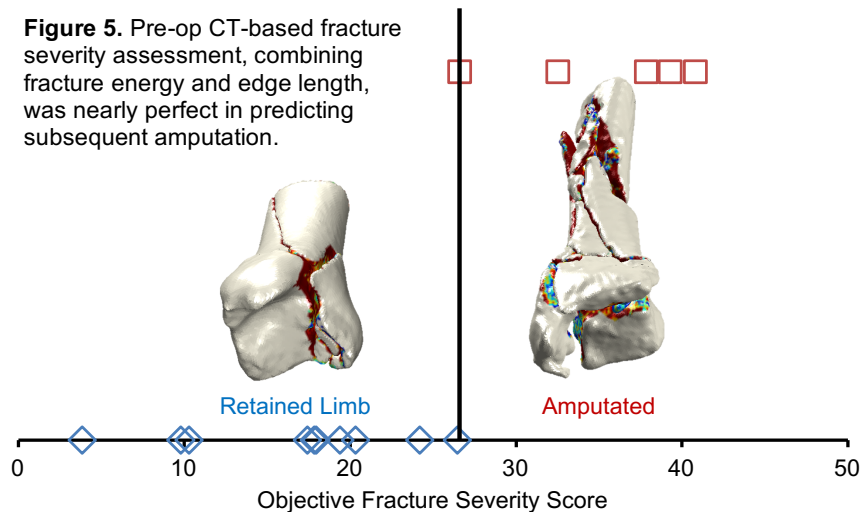 Figure 5. Pre-op CT-based fracture
severity assessment, combining
fracture energy and edge length,
was nearly perfect in predicting
subsequent amputation.
Retained Limb
Amputated
0 10 20 30 40 50
Objective Fracture Severity Score